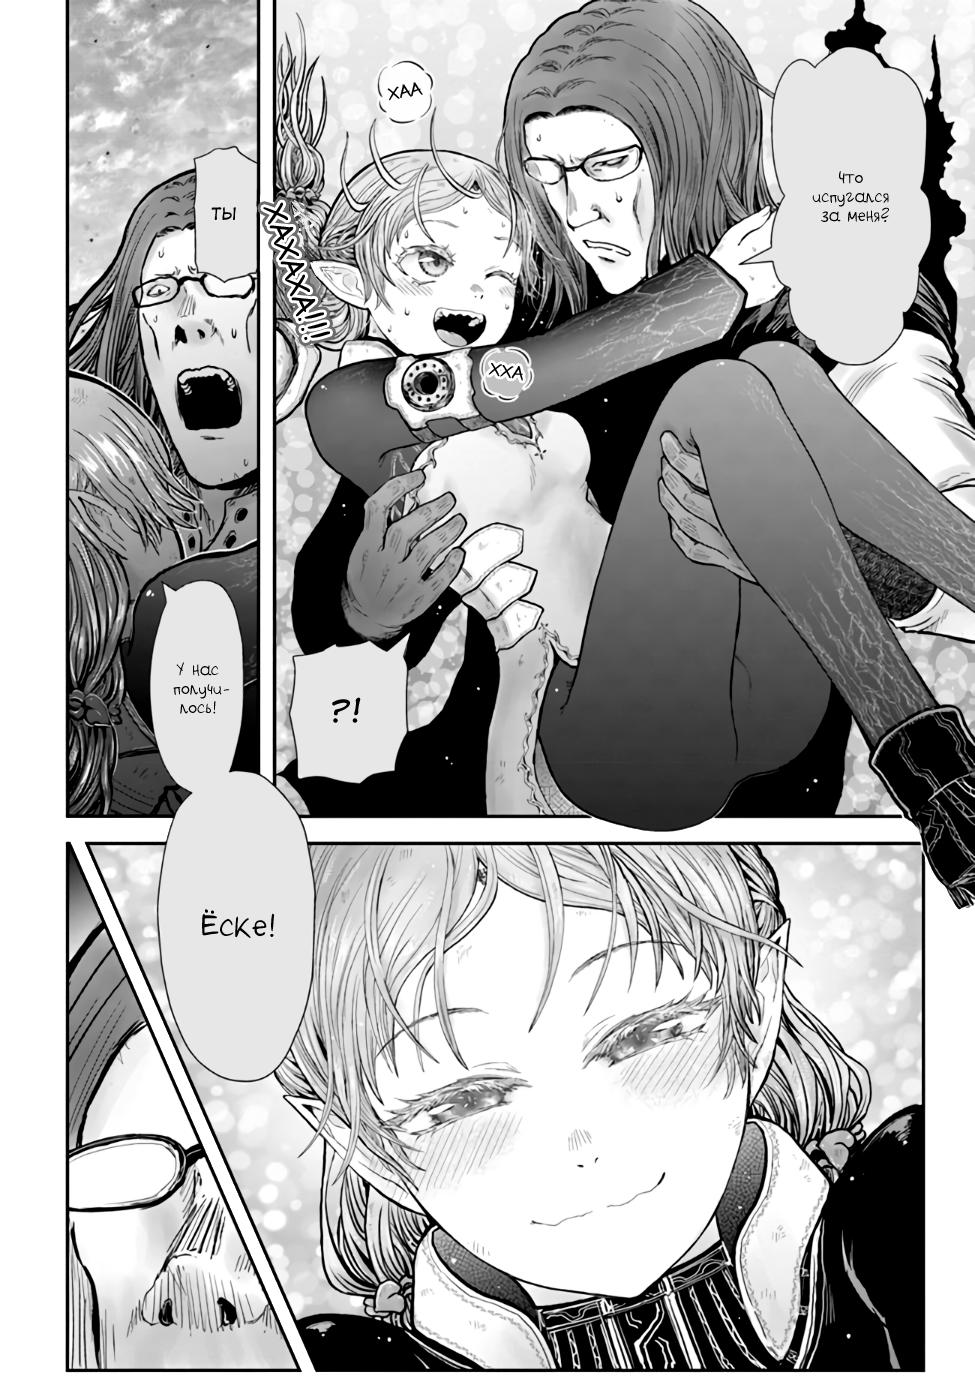 ЧТО
ИСПУГАЛСЯ
ЗА МЕНЯ?
ХАА
ХАХАХА!!!
ХХА
?!
ТЫ
У НАС
ПОЛУЧИ-
ЛОСЬ!
ЁСКЕ!